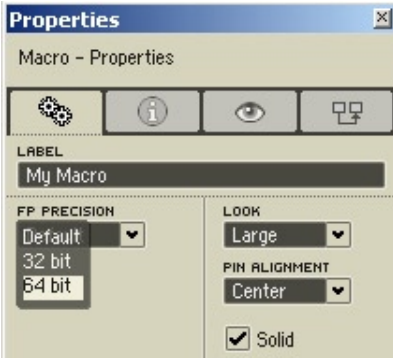 Properties
Macro - Properties
LABEL
My Macro
FP PRECISION
Default
32 bit
64 bit
LOOK
Large
PIN ALIGNMENT
Center
Solid